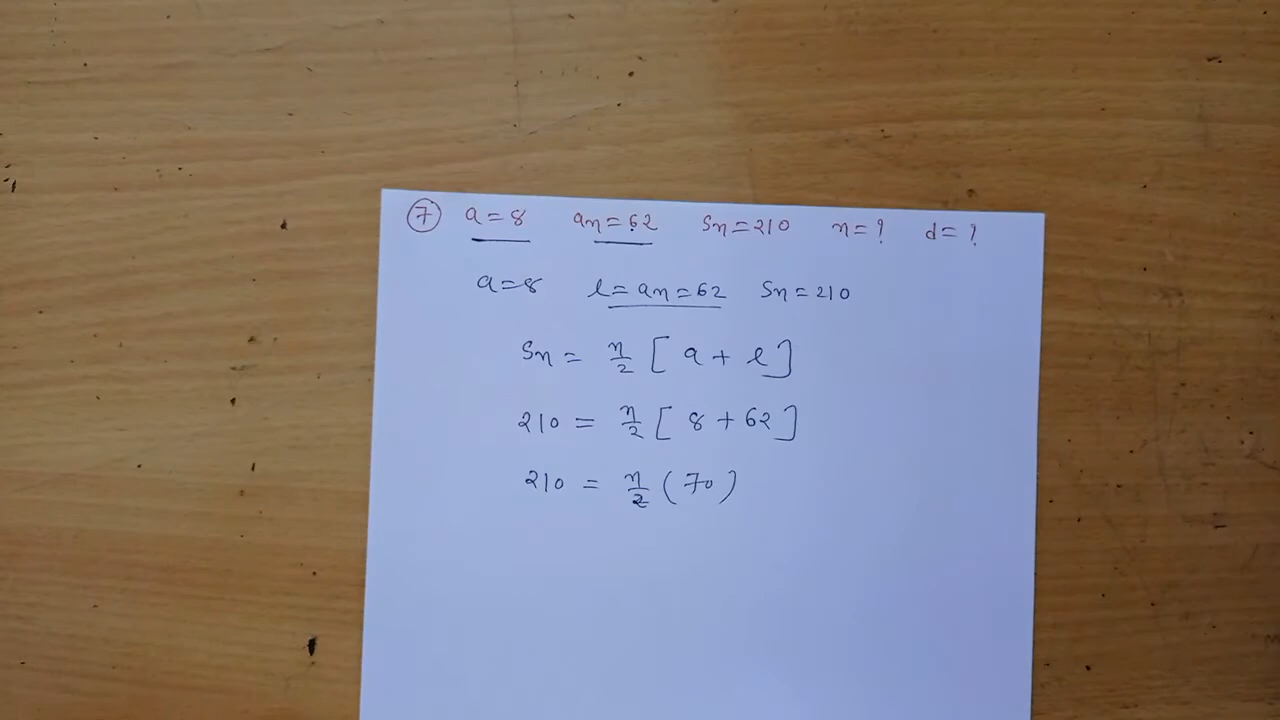 ⑦ a=8 an=62 Sn=210 n=? d=?
a=8 l=an=62 Sn=210
Sn = n/2 [ a + l ]
210 = n/2 [ 8 + 62 ]
210 = n/2 ( 70 )